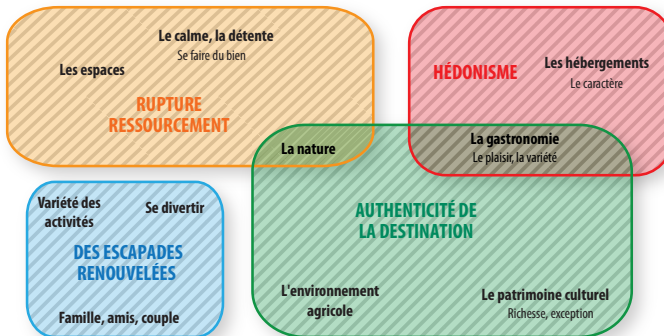 Le calme, la détente
Se faire du bien
Les espaces
RUPTURE
RESSOURCEMENT
HÉDONISME
Les hébergements
Le caractère
La nature
La gastronomie
Le plaisir, la variété
Variété des
activités
Se divertir
DES ESCAPADES
RENOUVELÉES
Famille, amis, couple
AUTHENTICITÉ DE
LA DESTINATION
L'environnement
agricole
Le patrimoine culturel
Richesse, exception